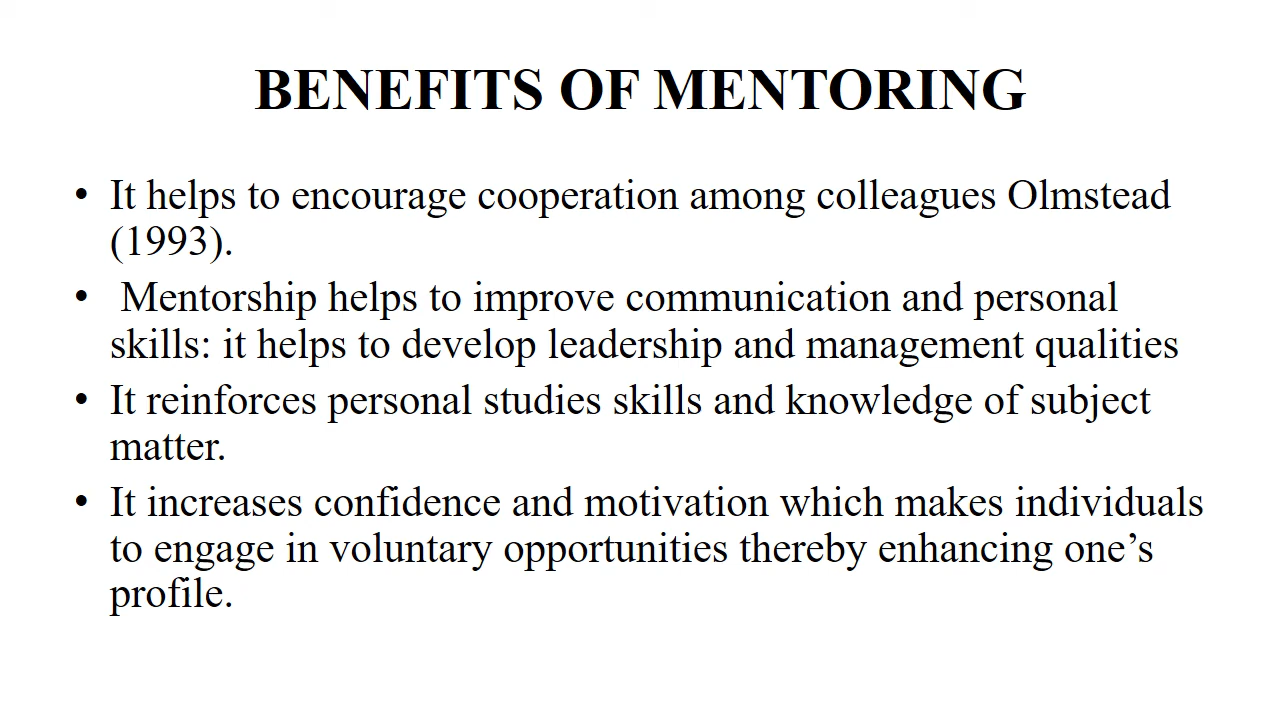 BENEFITS OF MENTORING
• It helps to encourage cooperation among colleagues Olmstead
(1993).
• Mentorship helps to improve communication and personal
skills: it helps to develop leadership and management qualities
• It reinforces personal studies skills and knowledge of subject
matter.
• It increases confidence and motivation which makes individuals
to engage in voluntary opportunities thereby enhancing one’s
profile.